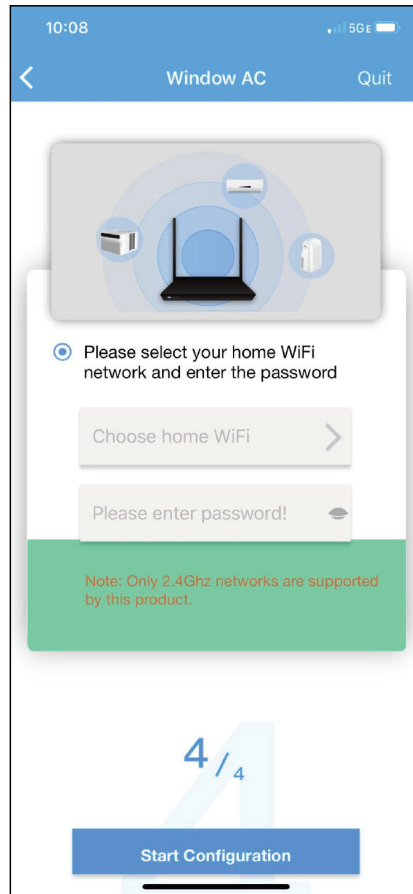 10:08 5GE
Window AC Quit
Please select your home WiFi
network and enter the password
Choose home WiFi
Please enter password!
Note: Only 2.4Ghz networks are supported
by this product.
4/4
Start Configuration